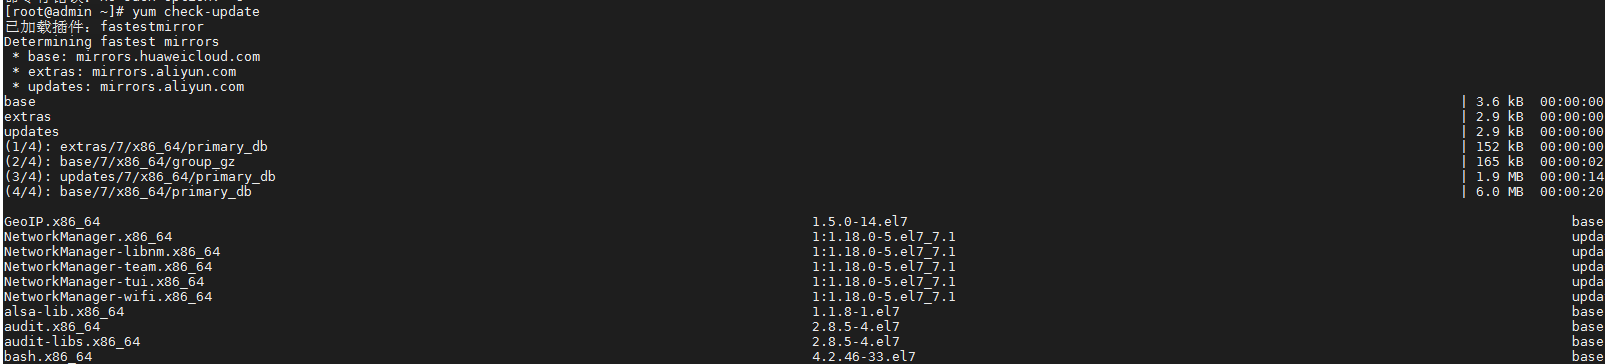 [root@admin ~]# yum check-update
已加载插件：fastestmirror
Determining fastest mirrors
 * base: mirrors.huaweicloud.com
 * extras: mirrors.aliyun.com
 * updates: mirrors.aliyun.com
base | 3.6 kB 00:00:00
extras | 2.9 kB 00:00:00
updates | 2.9 kB 00:00:00
(1/4): extras/7/x86_64/primary_db | 152 kB 00:00:00
(2/4): base/7/x86_64/group_gz | 165 kB 00:00:02
(3/4): updates/7/x86_64/primary_db | 1.9 MB 00:00:14
(4/4): base/7/x86_64/primary_db | 6.0 MB 00:00:20
GeoIP.x86_64 1.5.0-14.el7 base
NetworkManager.x86_64 1:1.18.0-5.el7_7.1 upda
NetworkManager-libnm.x86_64 1:1.18.0-5.el7_7.1 upda
NetworkManager-team.x86_64 1:1.18.0-5.el7_7.1 upda
NetworkManager-tui.x86_64 1:1.18.0-5.el7_7.1 upda
NetworkManager-wifi.x86_64 1:1.18.0-5.el7_7.1 upda
alsa-lib.x86_64 1.1.8-1.el7 base
audit.x86_64 2.8.5-4.el7 base
audit-libs.x86_64 2.8.5-4.el7 base
bash.x86_64 4.2.46-33.el7 base